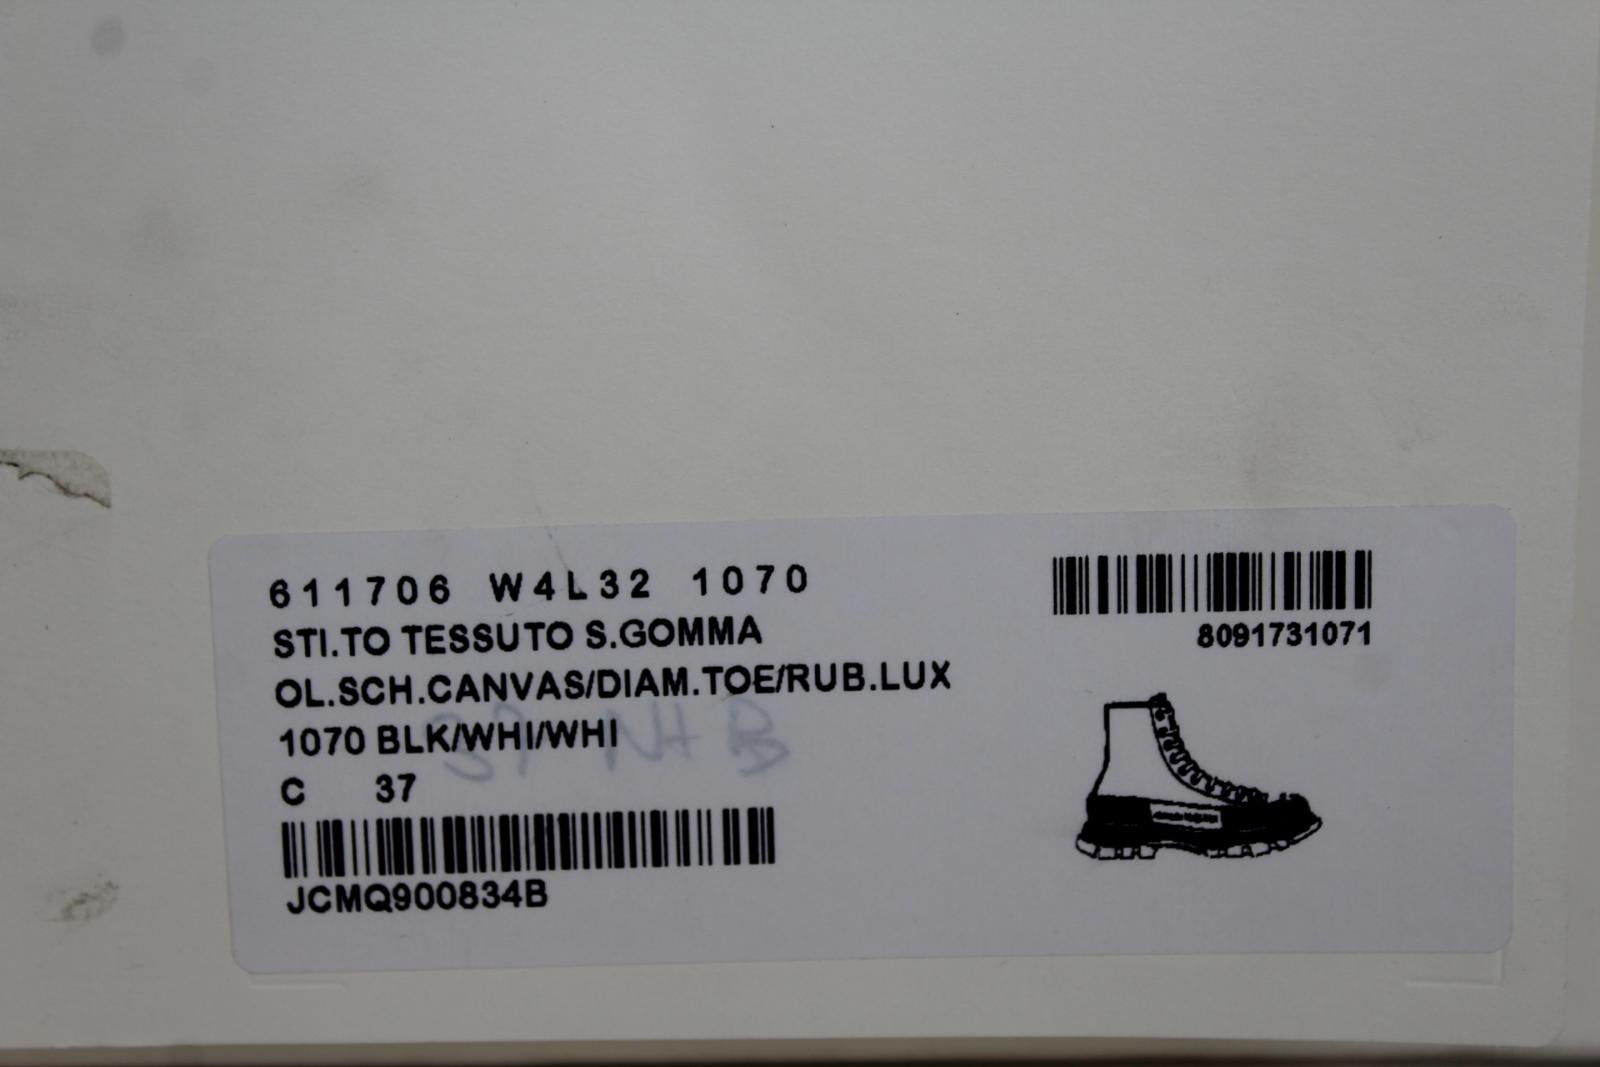 611706 W4L32 1070
STI.TO TESSUTO S.GOMMA
OL.SCH.CANVAS/DIAM.TOE/RUB.LUX
1070 BLK/WHI/WHI
C 37
JCMQ900834B
8091731071